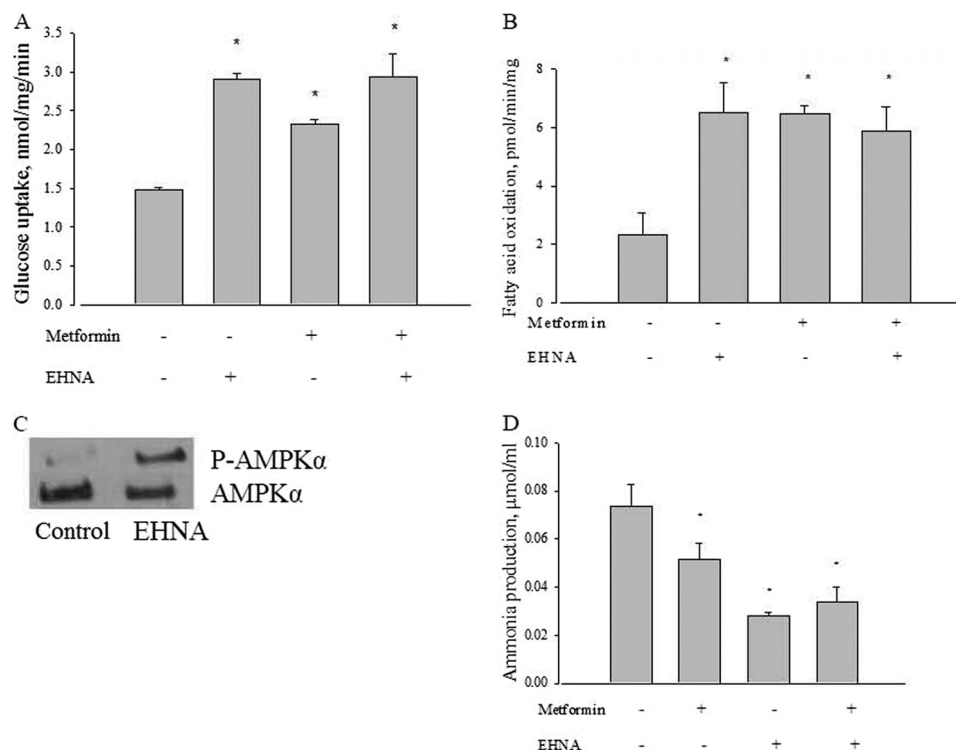 A
Glucose uptake, nmol/mg/min
3.5
3.0
2.5
2.0
1.5
1.0
0.5
0.0
* * *
Metformin - - + +
EHNA - + - +
B
Fatty acid oxidation, pmol/min/mg
8
6
4
2
0
* * *
Metformin - - + +
EHNA - + - +
C
P-AMPKα
AMPKα
Control EHNA
D
Ammonia production, μmol/ml
0.10
0.08
0.06
0.04
0.02
0.00
* * *
Metformin - + - +
EHNA - - + +